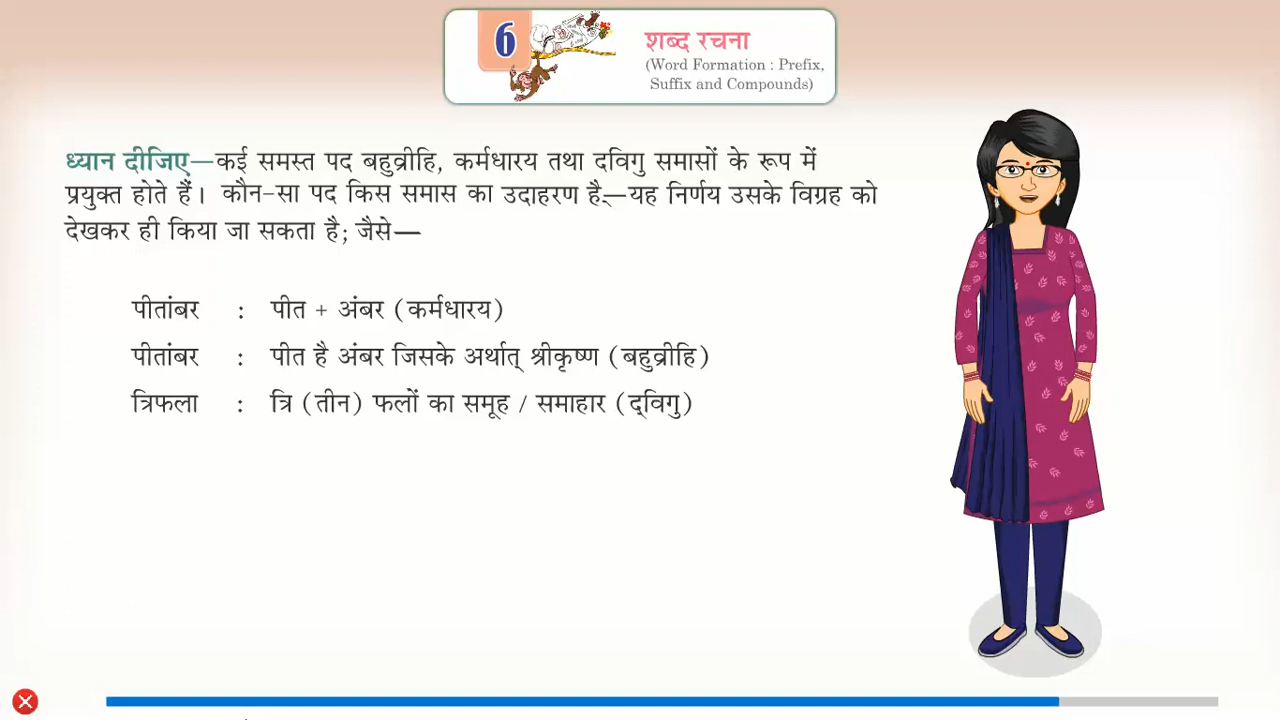 6
शब्द रचना
(Word Formation : Prefix,
Suffix and Compounds)
ध्यान दीजिए—कई समस्त पद बहुव्रीहि, कर्मधारय तथा दविगु समासों के रूप में
प्रयुक्त होते हैं। कौन-सा पद किस समास का उदाहरण है—यह निर्णय उसके विग्रह को
देखकर ही किया जा सकता है; जैसे—
पीतांबर : पीत + अंबर (कर्मधारय)
पीतांबर : पीत है अंबर जिसके अर्थात् श्रीकृष्ण (बहुव्रीहि)
त्रिफला : त्रि (तीन) फलों का समूह / समाहार (द्‌विगु)